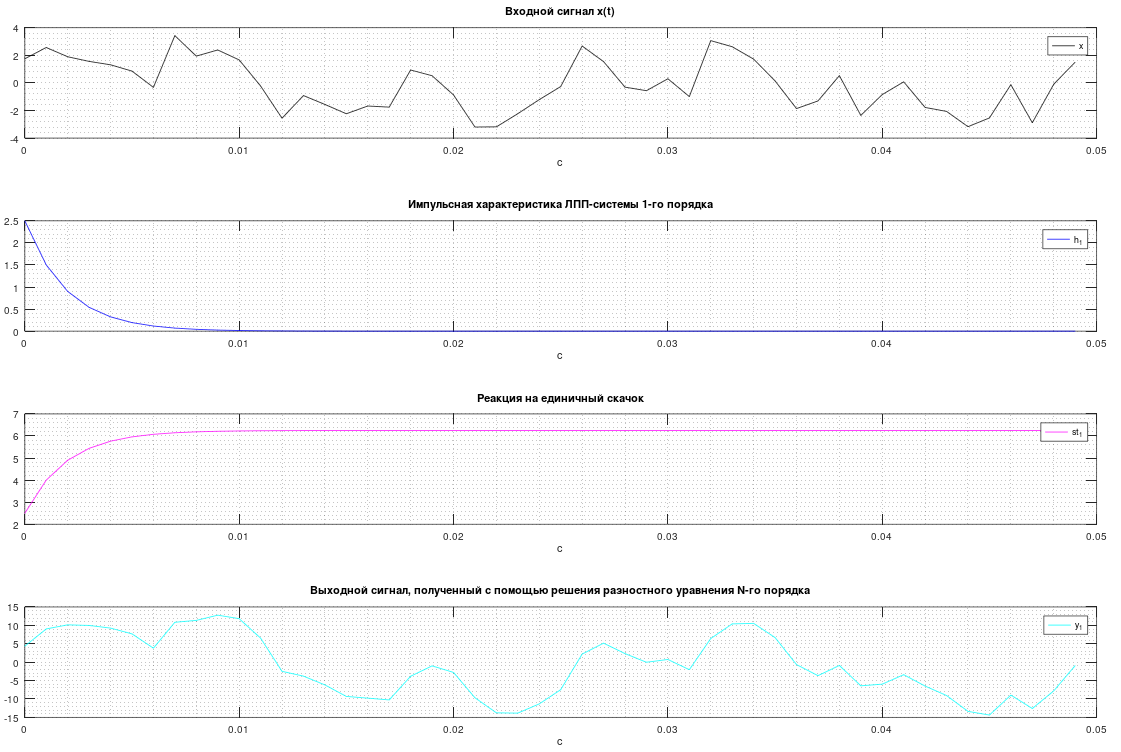 Входной сигнал x(t)
4
2
0
-2
-4
x
0 0.01 0.02 0.03 0.04 0.05
с
Импульсная характеристика ЛПП-системы 1-го порядка
2.5
2
1.5
1
0.5
0
h1
0 0.01 0.02 0.03 0.04 0.05
с
Реакция на единичный скачок
7
6
5
4
3
2
st1
0 0.01 0.02 0.03 0.04 0.05
с
Выходной сигнал, полученный с помощью решения разностного уравнения N-го порядка
15
10
5
0
-5
-10
-15
y1
0 0.01 0.02 0.03 0.04 0.05
с